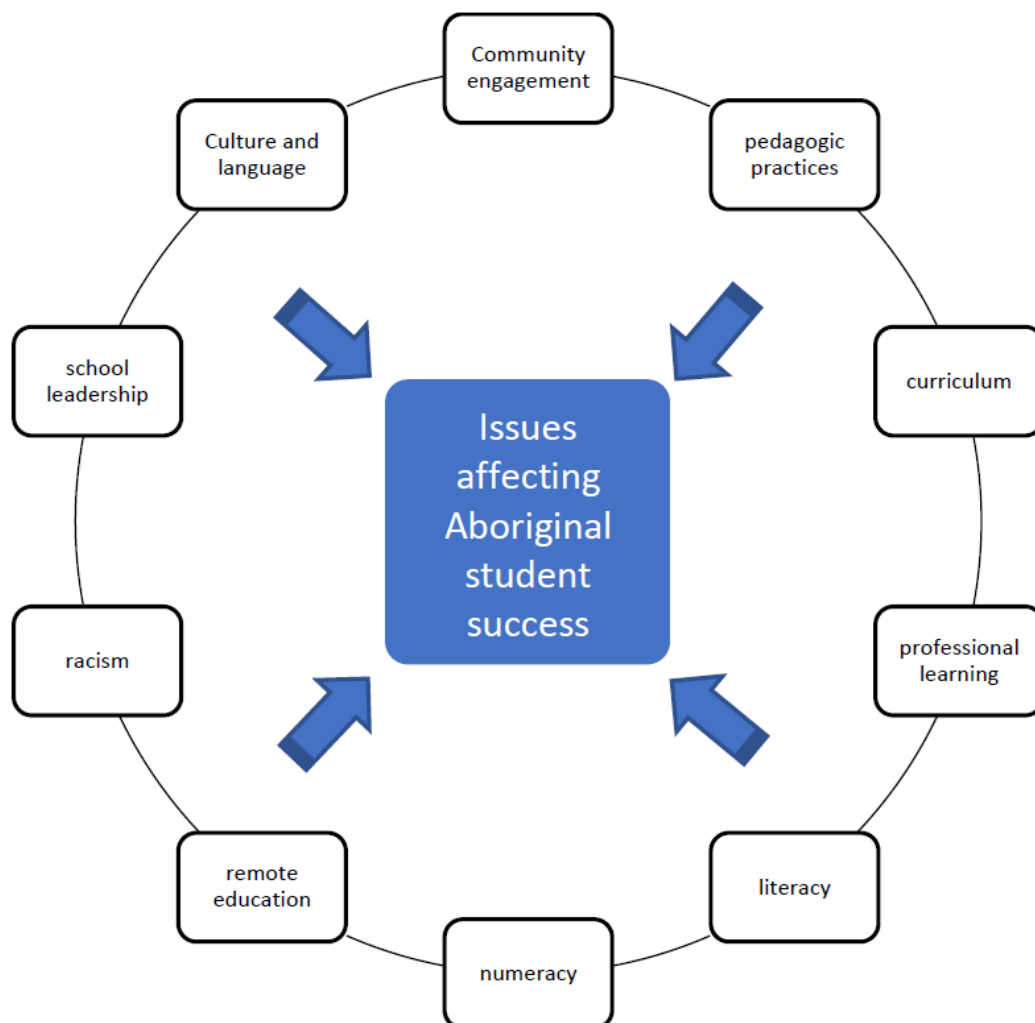 Community
engagement
pedagogic
practices
curriculum
professional
learning
literacy
numeracy
remote
education
racism
school
leadership
Culture and
language
Issues
affecting
Aboriginal
student
success